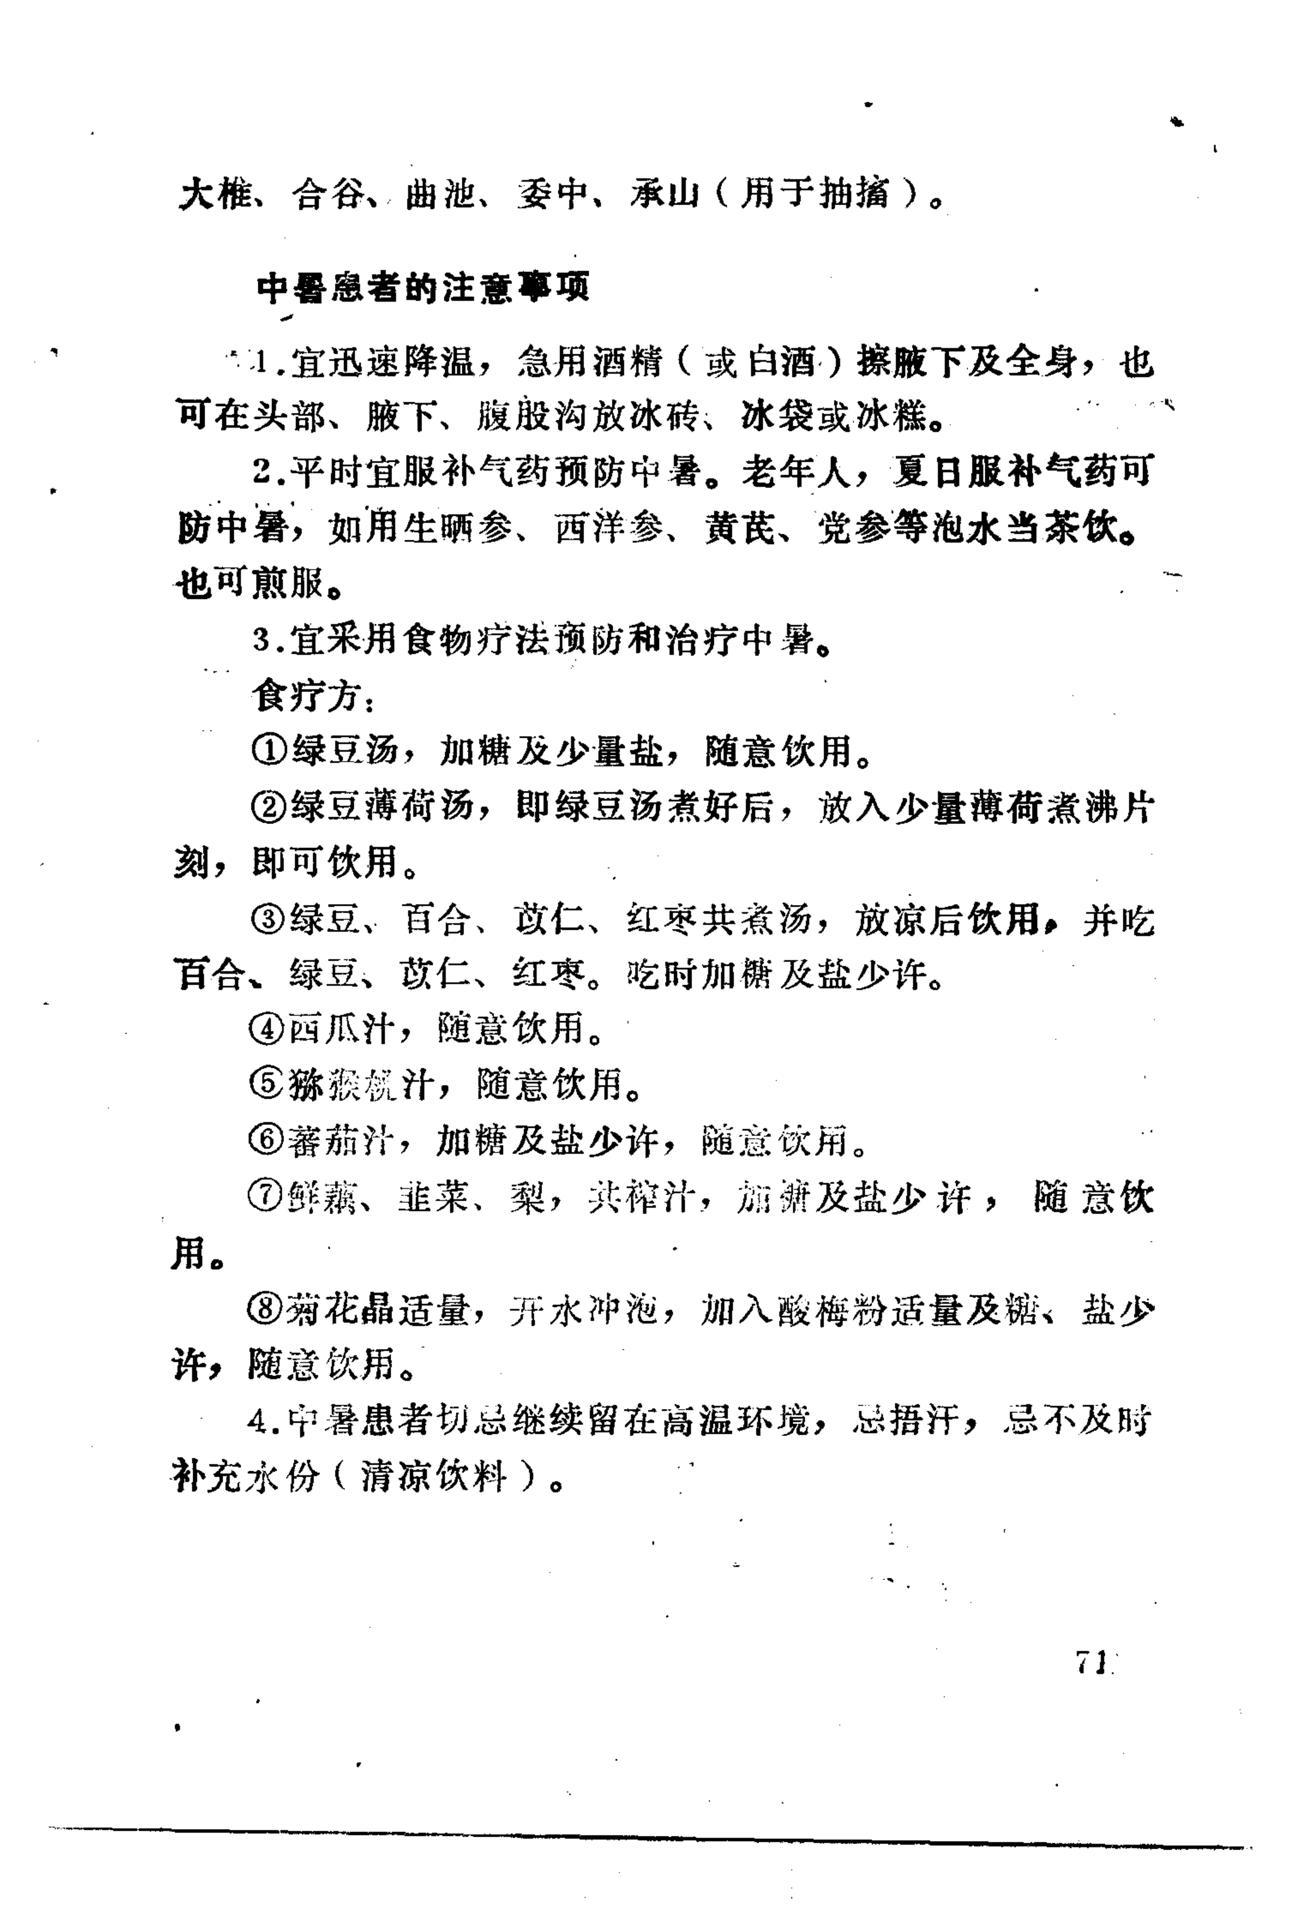 大椎、合谷、曲池、委中、承山（用于抽搐）。
中暑患者的注意事项
1.宜迅速降温，急用酒精（或白酒）擦腋下及全身，也
可在头部、腋下、腹股沟放冰砖、冰袋或冰糕。
2.平时宜服补气药预防中暑。老年人，夏日服补气药可
防中暑，如用生晒参、西洋参、黄芪、党参等泡水当茶饮。
也可煎服。
3.宜采用食物疗法预防和治疗中暑。
食疗方：
①绿豆汤，加糖及少量盐，随意饮用。
②绿豆薄荷汤，即绿豆汤煮好后，放入少量薄荷煮沸片
刻，即可饮用。
③绿豆、百合、苡仁、红枣共煮汤，放凉后饮用，并吃
百合、绿豆、苡仁、红枣。吃时加糖及盐少许。
④西瓜汁，随意饮用。
⑤猕猴桃汁，随意饮用。
⑥蕃茄汁，加糖及盐少许，随意饮用。
⑦鲜藕、韭菜、梨，共榨汁，加糖及盐少许，随意饮
用。
⑧菊花晶适量，开水冲泡，加入酸梅粉适量及糖、盐少
许，随意饮用。
4.中暑患者切忌继续留在高温环境，忌捂汗，忌不及时
补充水份（清凉饮料）。
71